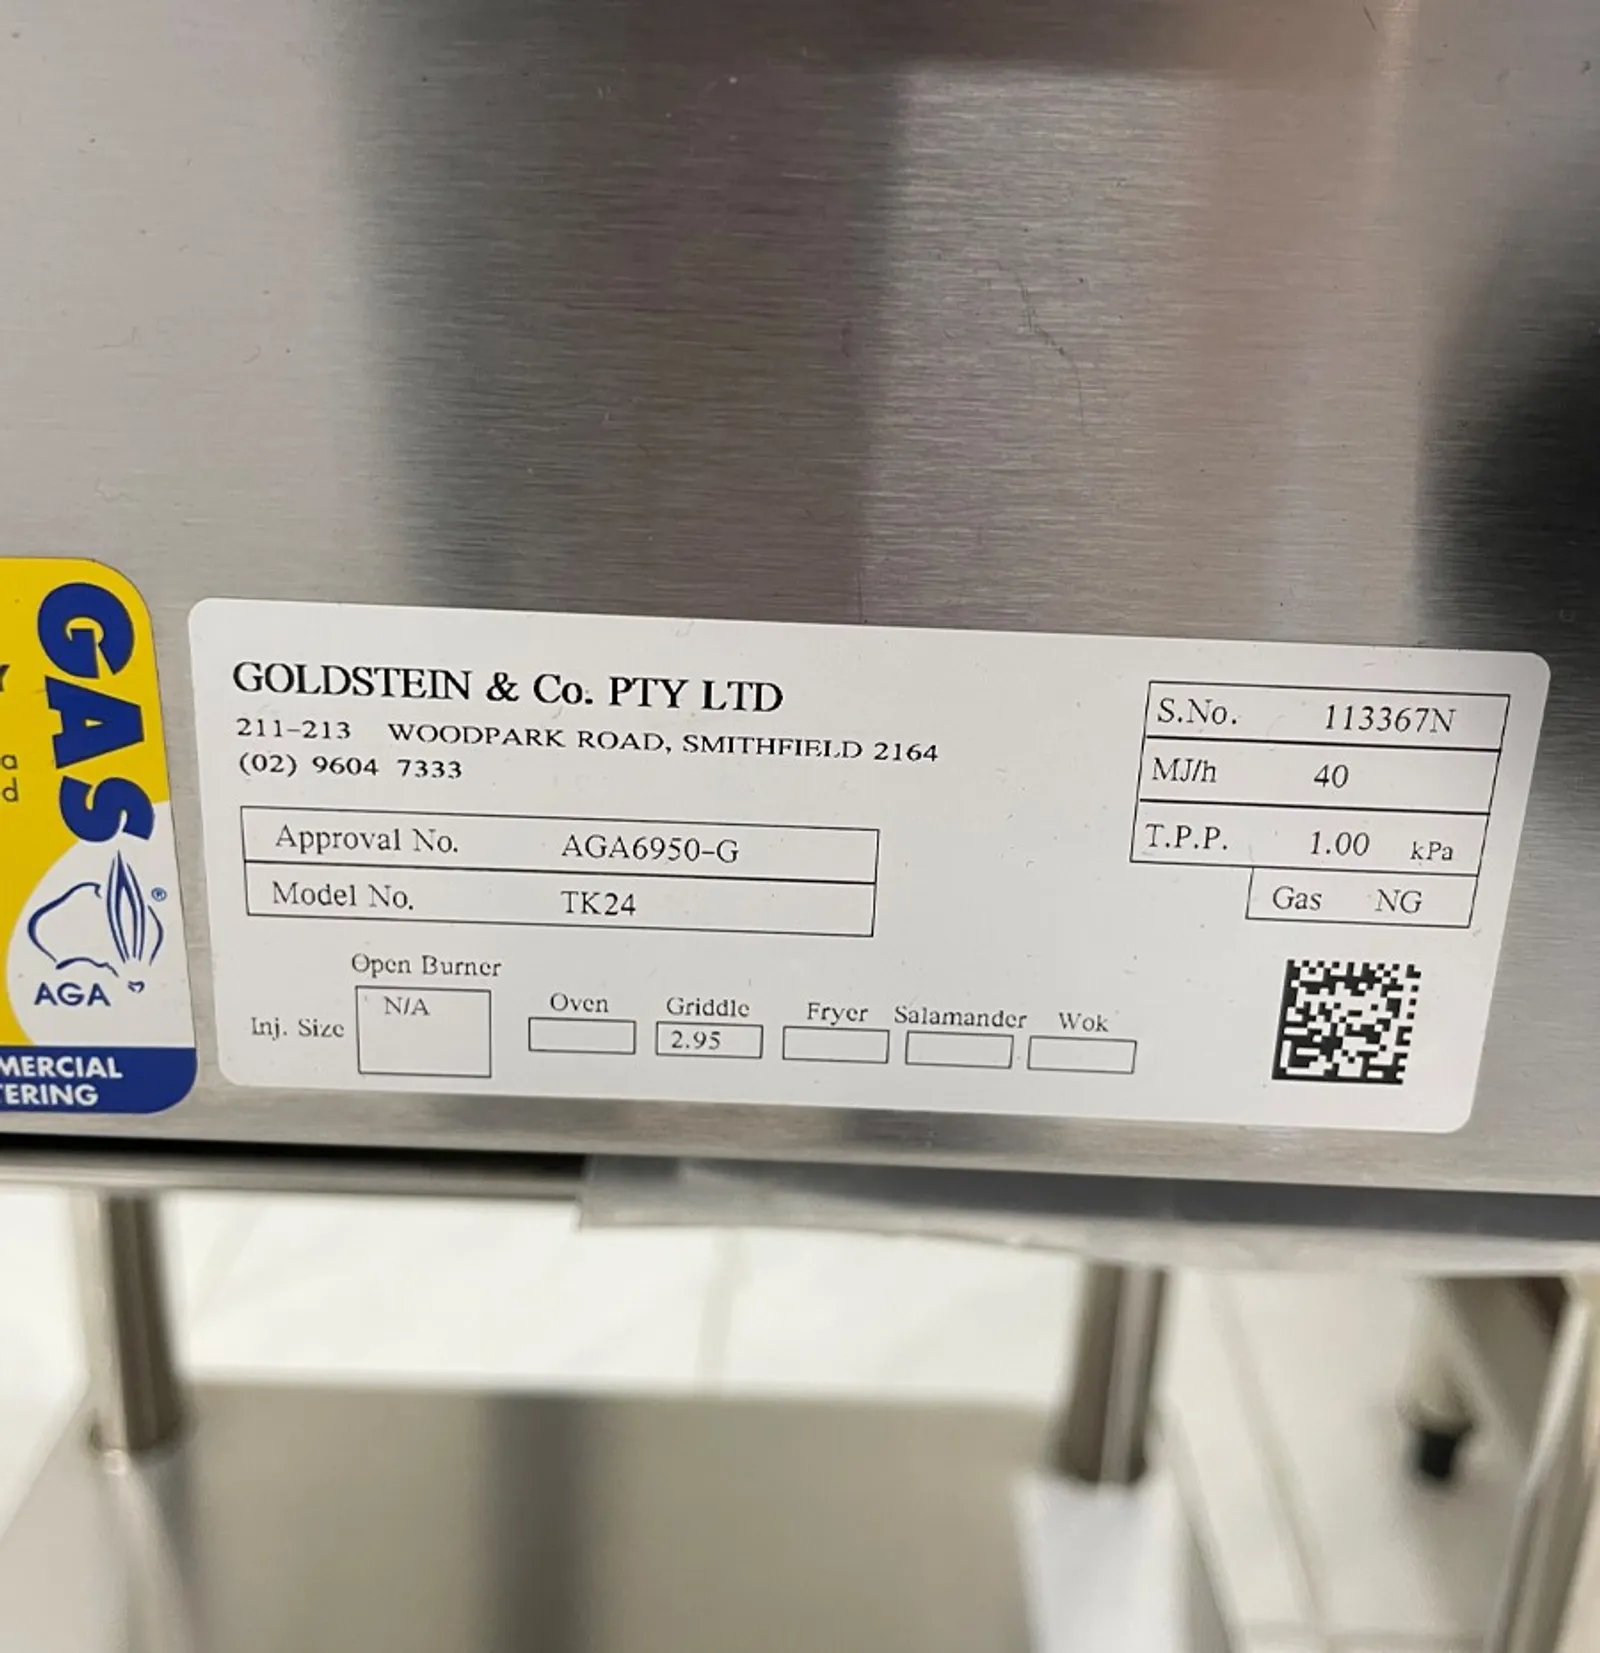 GAS
AGA ®
MERCIAL
ERING
GOLDSTEIN & Co. PTY LTD
211-213 WOODPARK ROAD, SMITHFIELD 2164
(02) 9604 7333
Approval No. AGA6950-G
Model No. TK24
S.No. 113367N
MJ/h 40
T.P.P. 1.00 kPa
Gas NG
Open Burner Oven Griddle Fryer Salamander Wok
Inj. Size N/A 2.95